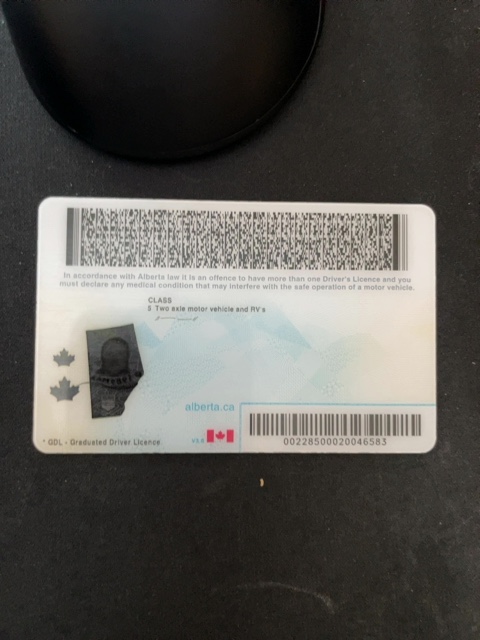 In accordance with Alberta law it is an offence to have more than one Driver's Licence and you
must declare any medical condition that may interfere with the safe operation of a motor vehicle.
CLASS
5 Two axle motor vehicle and RV's
alberta.ca
* GDL - Graduated Driver Licence
00228500020046583